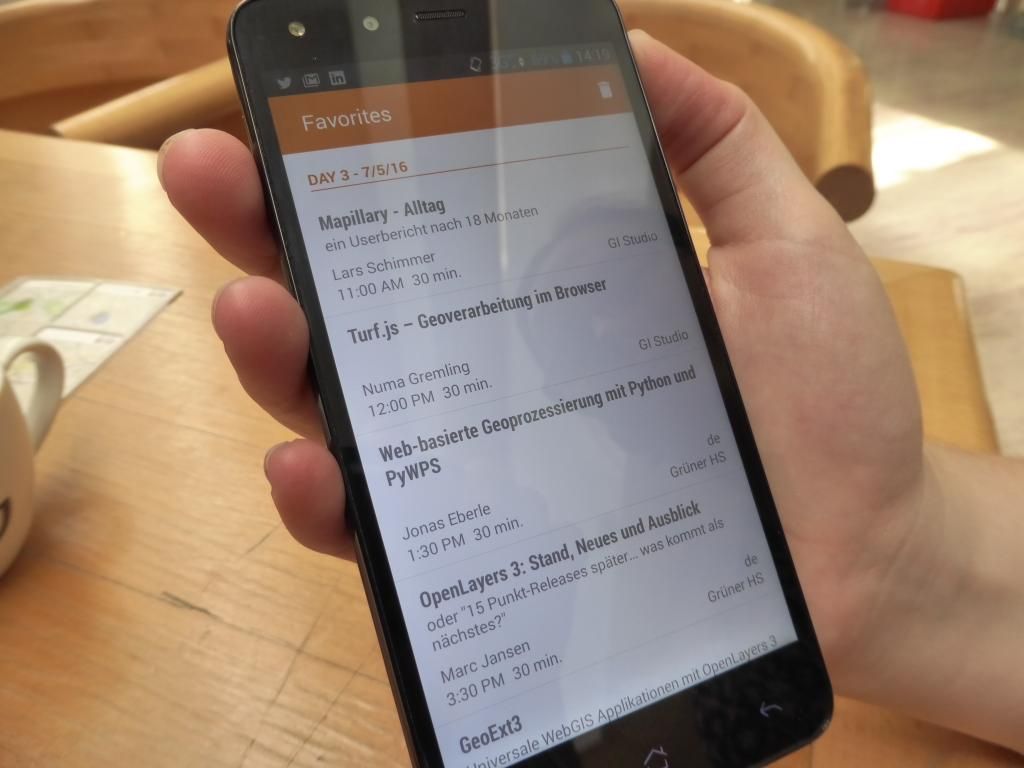 3G 89% 14:19
Favorites
DAY 3 - 7/5/16
Mapillary - Alltag
ein Userbericht nach 18 Monaten
Lars Schimmer
GI Studio
11:00 AM 30 min.
Turf.js – Geoverarbeitung im Browser
Numa Gremling
GI Studio
12:00 PM 30 min.
Web-basierte Geoprozessierung mit Python und
PyWPS
de
Jonas Eberle
Grüner HS
1:30 PM 30 min.
OpenLayers 3: Stand, Neues und Ausblick
oder "15 Punkt-Releases später... was kommt als
nächstes?"
de
Marc Jansen
Grüner HS
3:30 PM 30 min.
GeoExt3
Universale WebGIS Applikationen mit OpenLayers 3